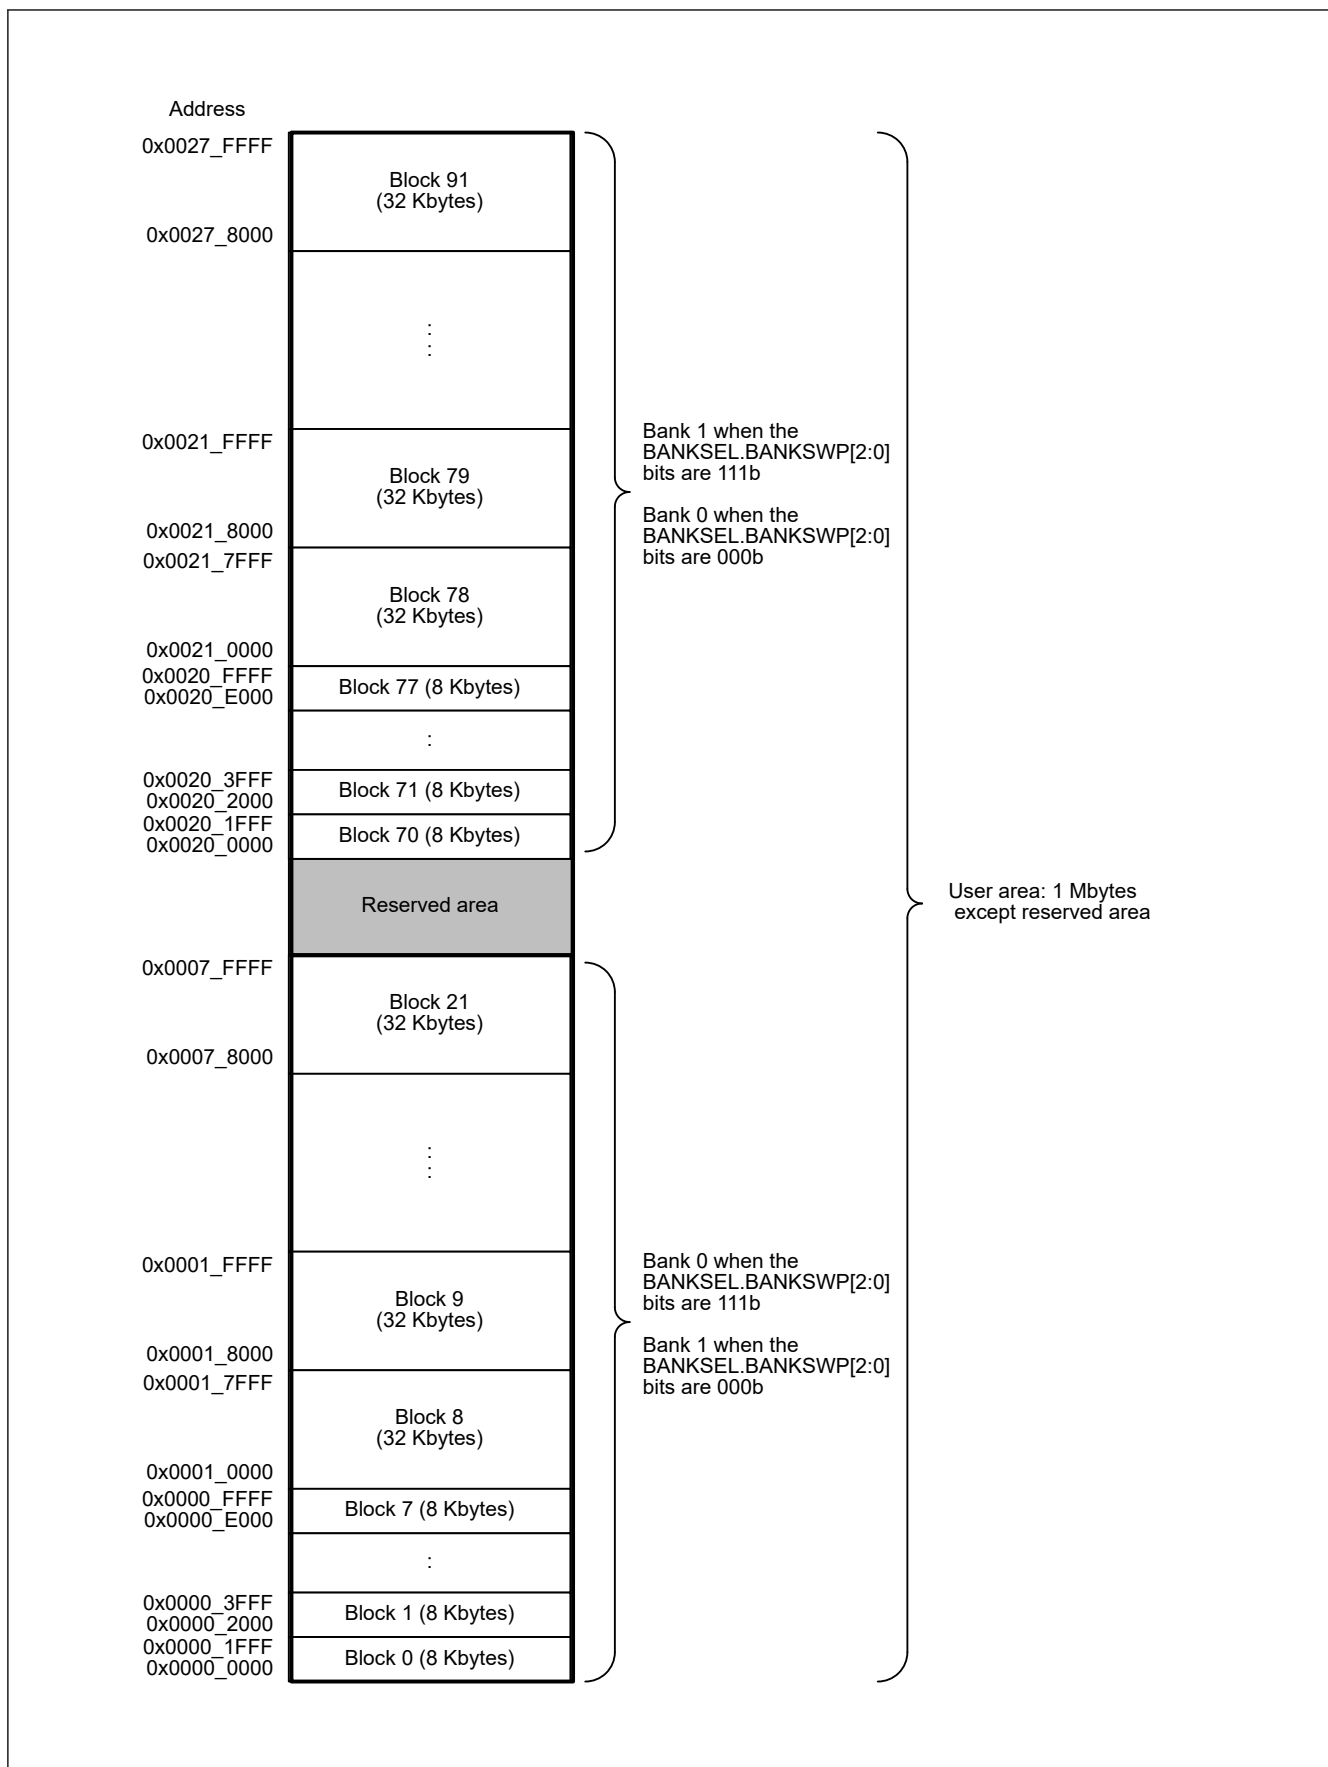 Address
0x0027_FFFF
Block 91
(32 Kbytes)
0x0027_8000
:
:
0x0021_FFFF
Bank 1 when the
BANKSEL.BANKSWP[2:0]
bits are 111b
Block 79
(32 Kbytes)
Bank 0 when the
BANKSEL.BANKSWP[2:0]
bits are 000b
0x0021_8000
0x0021_7FFF
Block 78
(32 Kbytes)
0x0021_0000
0x0020_FFFF
Block 77 (8 Kbytes)
0x0020_E000
:
0x0020_3FFF
Block 71 (8 Kbytes)
0x0020_2000
0x0020_1FFF
Block 70 (8 Kbytes)
0x0020_0000
Reserved area
User area: 1 Mbytes
except reserved area
0x0007_FFFF
Block 21
(32 Kbytes)
0x0007_8000
:
:
0x0001_FFFF
Bank 0 when the
BANKSEL.BANKSWP[2:0]
bits are 111b
Block 9
(32 Kbytes)
Bank 1 when the
BANKSEL.BANKSWP[2:0]
bits are 000b
0x0001_8000
0x0001_7FFF
Block 8
(32 Kbytes)
0x0001_0000
0x0000_FFFF
Block 7 (8 Kbytes)
0x0000_E000
:
0x0000_3FFF
Block 1 (8 Kbytes)
0x0000_2000
0x0000_1FFF
Block 0 (8 Kbytes)
0x0000_0000